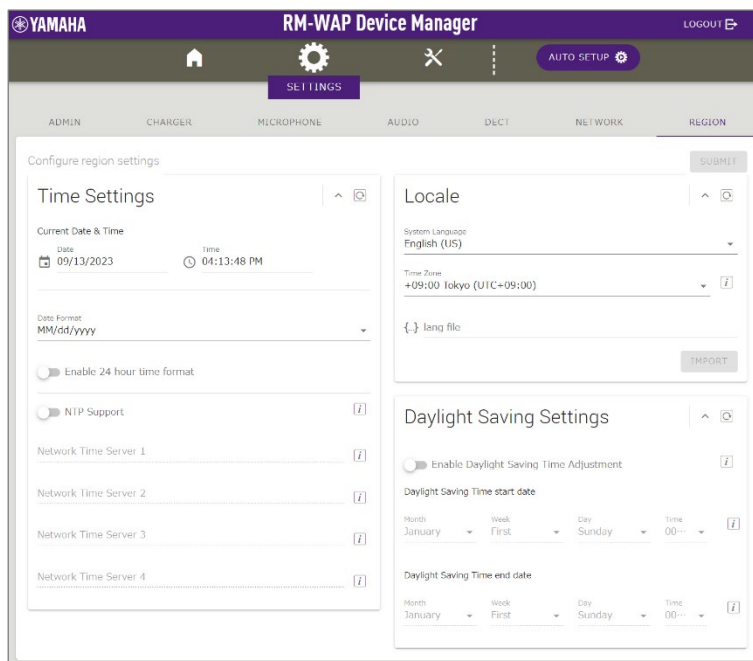 YAMAHA
RM-WAP Device Manager
LOGOUT
AUTO SETUP
SETTINGS
ADMIN CHARGER MICROPHONE AUDIO DECT NETWORK REGION
Configure region settings
SUBMIT
Time Settings
Current Date & Time
Date Time
09/13/2023 04:13:48 PM
Date Format
MM/dd/yyyy
Enable 24 hour time format
NTP Support
i
Network Time Server 1
i
Network Time Server 2
i
Network Time Server 3
i
Network Time Server 4
i
Locale
System Language
English (US)
Time Zone
+09:00 Tokyo (UTC+09:00)
i
{..} lang file
IMPORT
Daylight Saving Settings
Enable Daylight Saving Time Adjustment
i
Daylight Saving Time start date
Month Week Day Time
January First Sunday 00···
i
Daylight Saving Time end date
Month Week Day Time
January First Sunday 00···
i